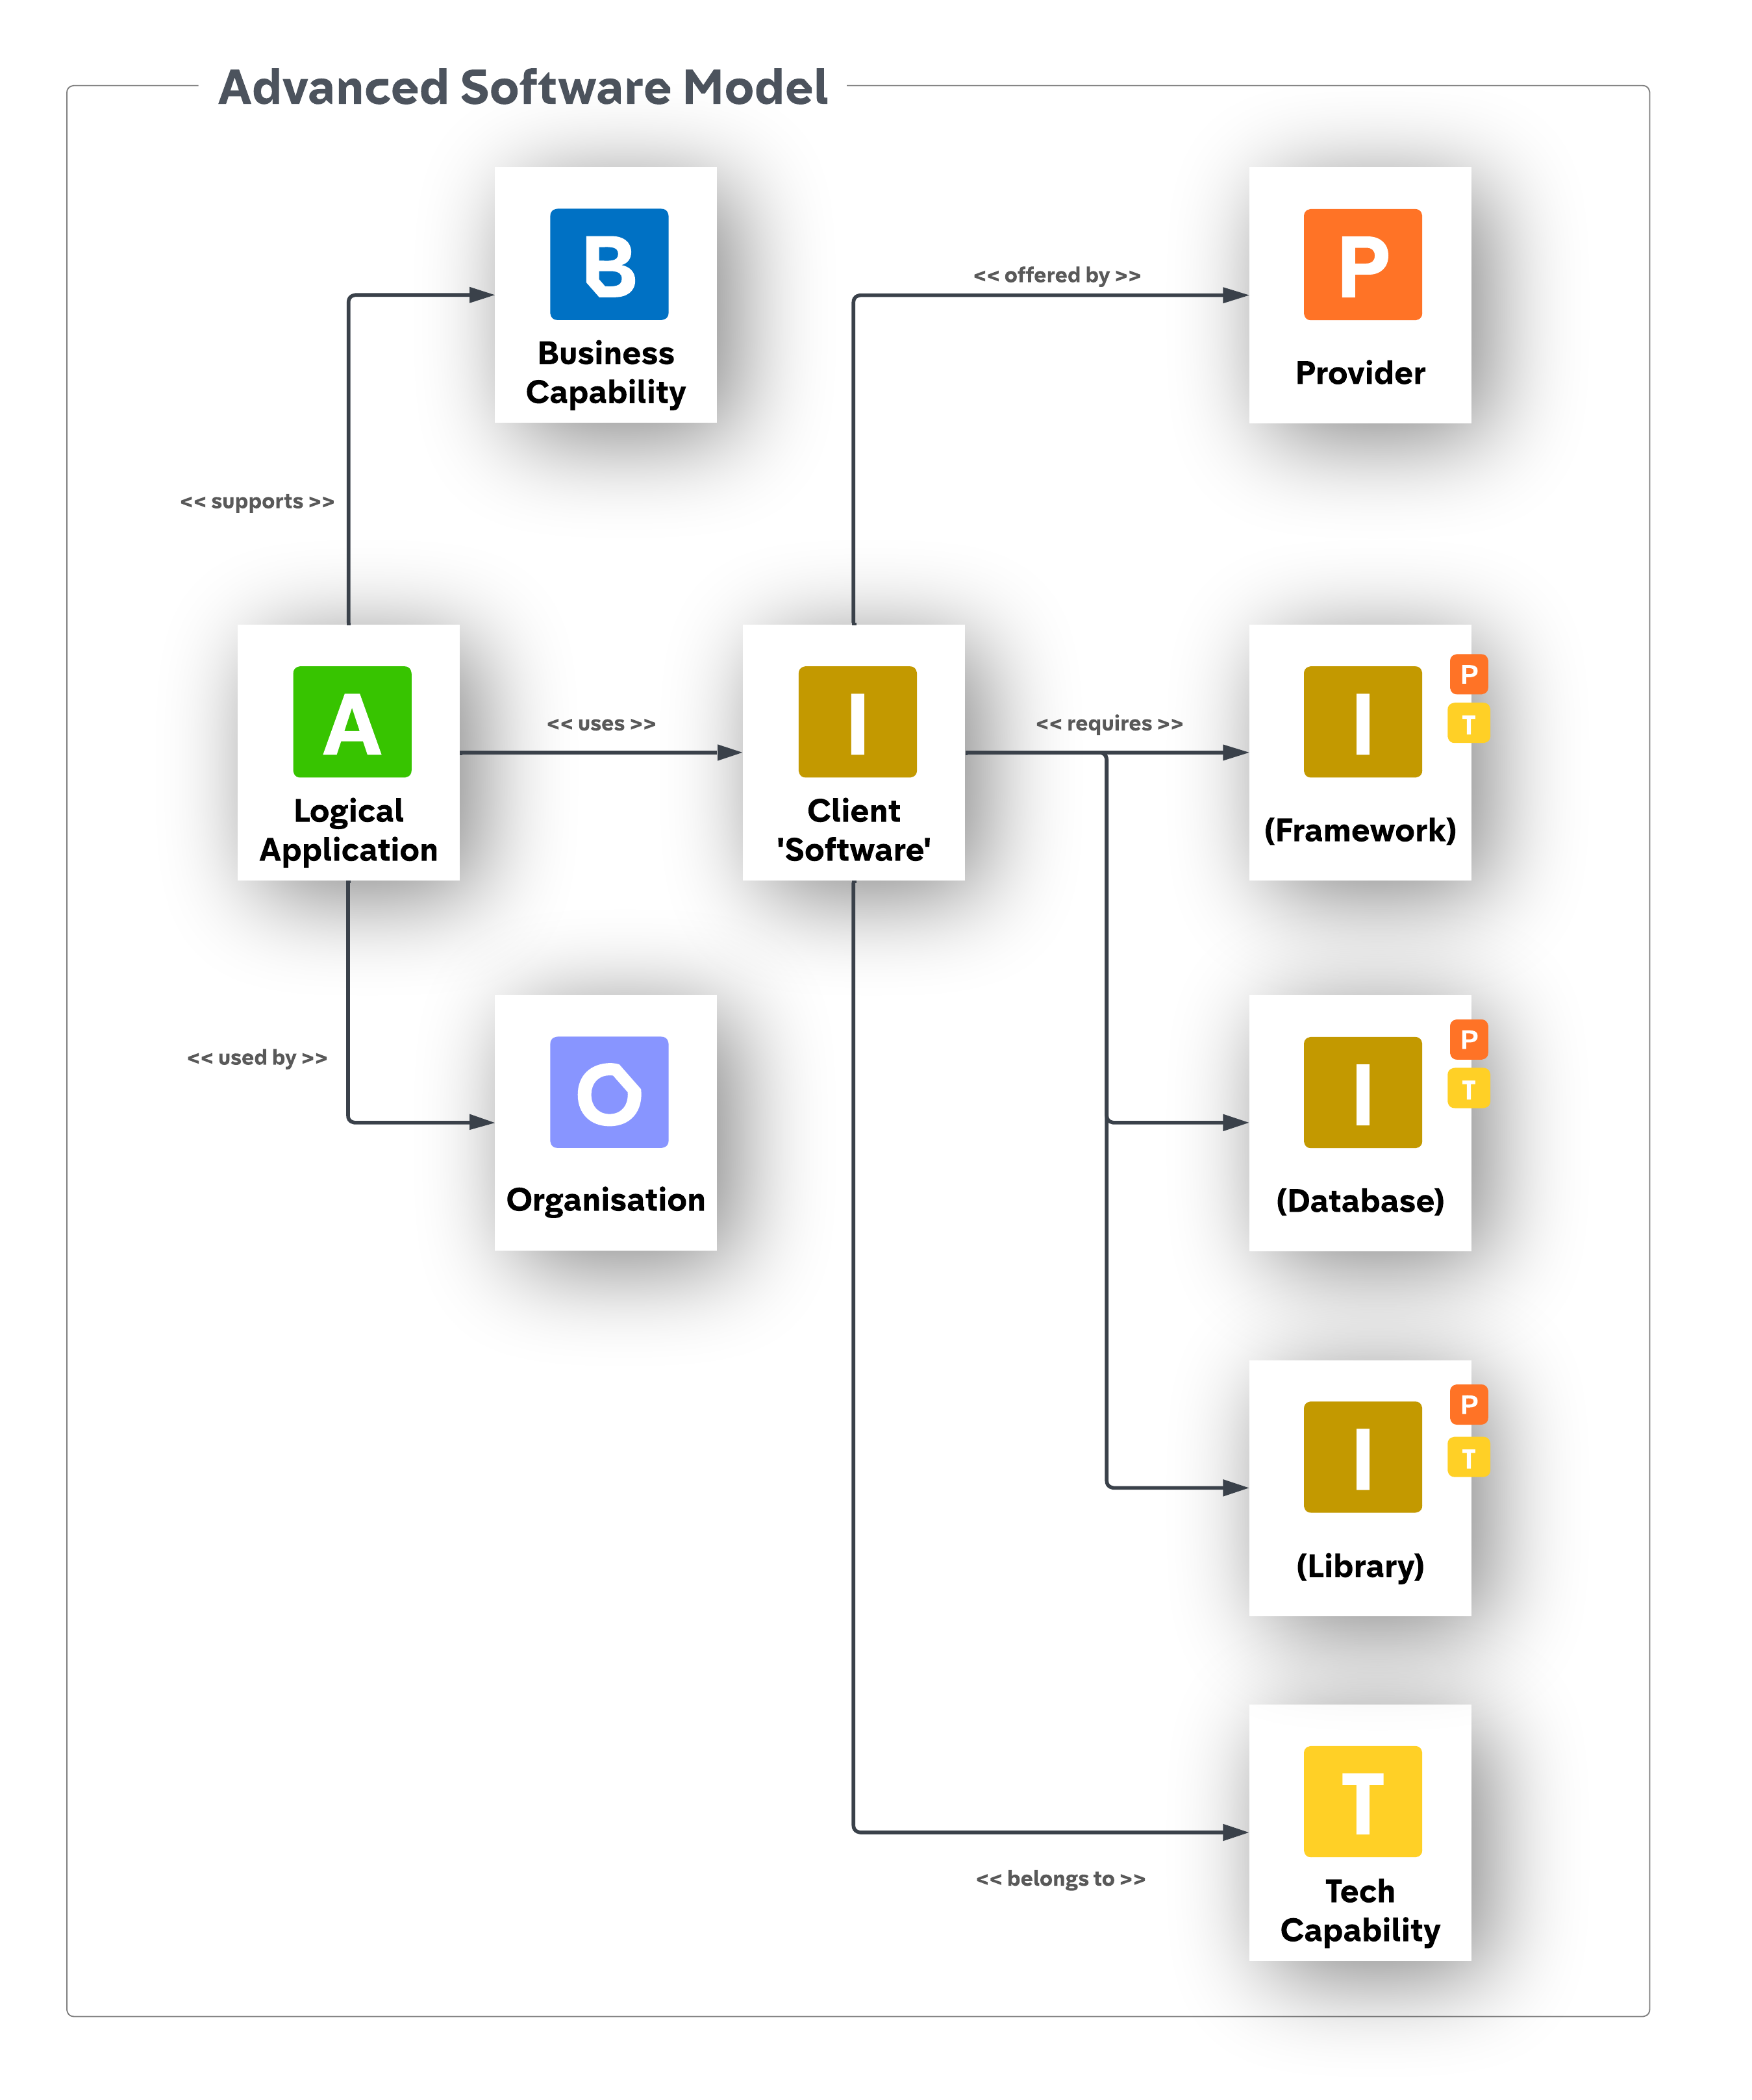 Advanced Software Model
B
Business
Capability
<< offered by >>
P
Provider
<< supports >>
A
Logical
Application
<< uses >>
I
Client
'Software'
<< requires >>
I
P
T
(Framework)
<< used by >>
O
Organisation
I
P
T
(Database)
I
P
T
(Library)
<< belongs to >>
T
Tech
Capability